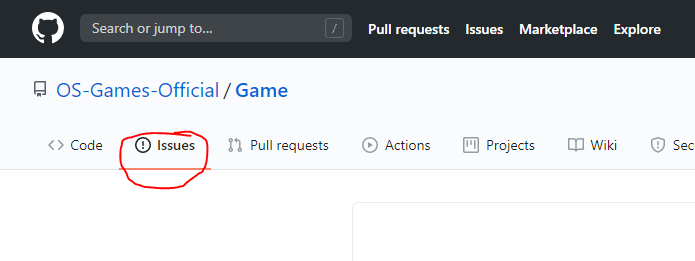 Search or jump to... / Pull requests Issues Marketplace Explore
OS-Games-Official / Game
Code Issues Pull requests Actions Projects Wiki Sec